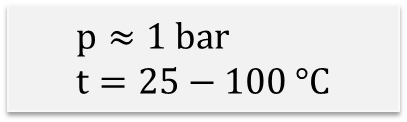 p ≈ 1 bar
t = 25 − 100 °C